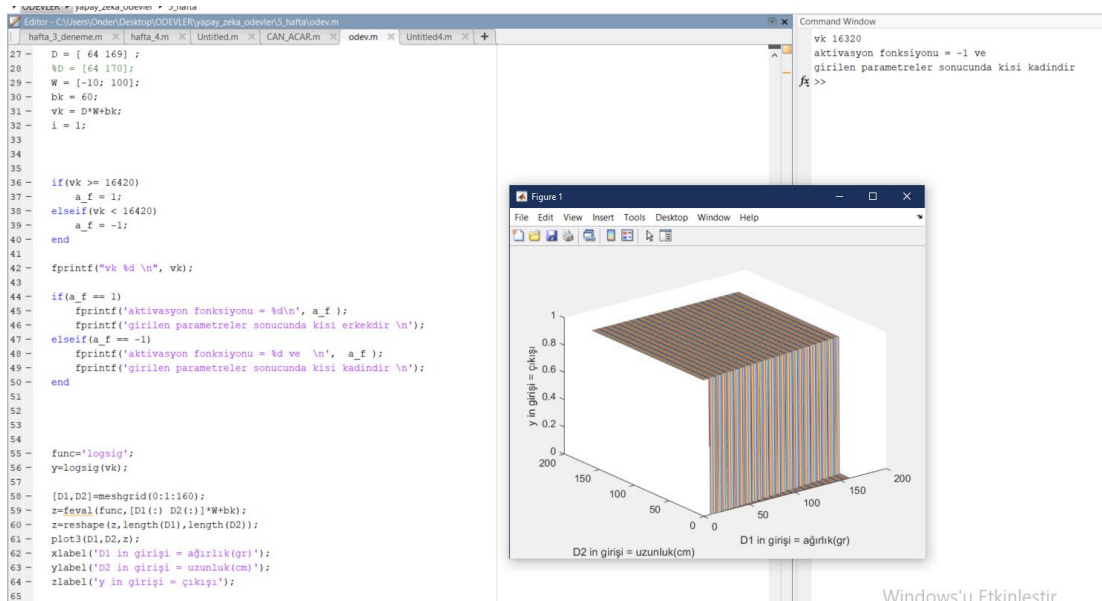 ODEVLER ▸ yapay_zeka_odevler ▸ 5_hafta
Editor - C:\Users\Onder\Desktop\ODEVLER\yapay_zeka_odevler\5_hafta\odev.m
hafta_3_deneme.m × hafta_4.m × Untitled.m × CAN_ACAR.m × odev.m × Untitled4.m × +
27 - D = [ 64 169] ;
28 %D = [64 170];
29 - W = [-10; 100];
30 - bk = 60;
31 - vk = D*W+bk;
32 - i = 1;
33
34
35
36 - if(vk >= 16420)
37 - a_f = 1;
38 - elseif(vk < 16420)
39 - a_f = -1;
40 - end
41
42 - fprintf("vk %d \n", vk);
43
44 - if(a_f == 1)
45 - fprintf('aktivasyon fonksiyonu = %d\n', a_f );
46 - fprintf('girilen parametreler sonucunda kisi erkekdir \n');
47 - elseif(a_f == -1)
48 - fprintf('aktivasyon fonksiyonu = %d ve \n', a_f );
49 - fprintf('girilen parametreler sonucunda kisi kadindir \n');
50 - end
51
52
53
54
55 - func='logsig';
56 - y=logsig(vk);
57
58 - [D1,D2]=meshgrid(0:1:160);
59 - z=feval(func,[D1(:) D2(:)]*W+bk);
60 - z=reshape(z,length(D1),length(D2));
61 - plot3(D1,D2,z);
62 - xlabel('D1 in girişi = ağırlık(gr)');
63 - ylabel('D2 in girişi = uzunluk(cm)');
64 - zlabel('y in girişi = çıkışı');
65
Command Window
vk 16320
aktivasyon fonksiyonu = -1 ve
girilen parametreler sonucunda kisi kadindir
fx >>
Figure 1
File Edit View Insert Tools Desktop Window Help
y in girişi = çıkışı
1
0.8
0.6
0.4
0.2
0
200
150
100
50
0
0
50
100
150
200
D1 in girişi = ağırlık(gr)
D2 in girişi = uzunluk(cm)
Windows'u Etkinleştir